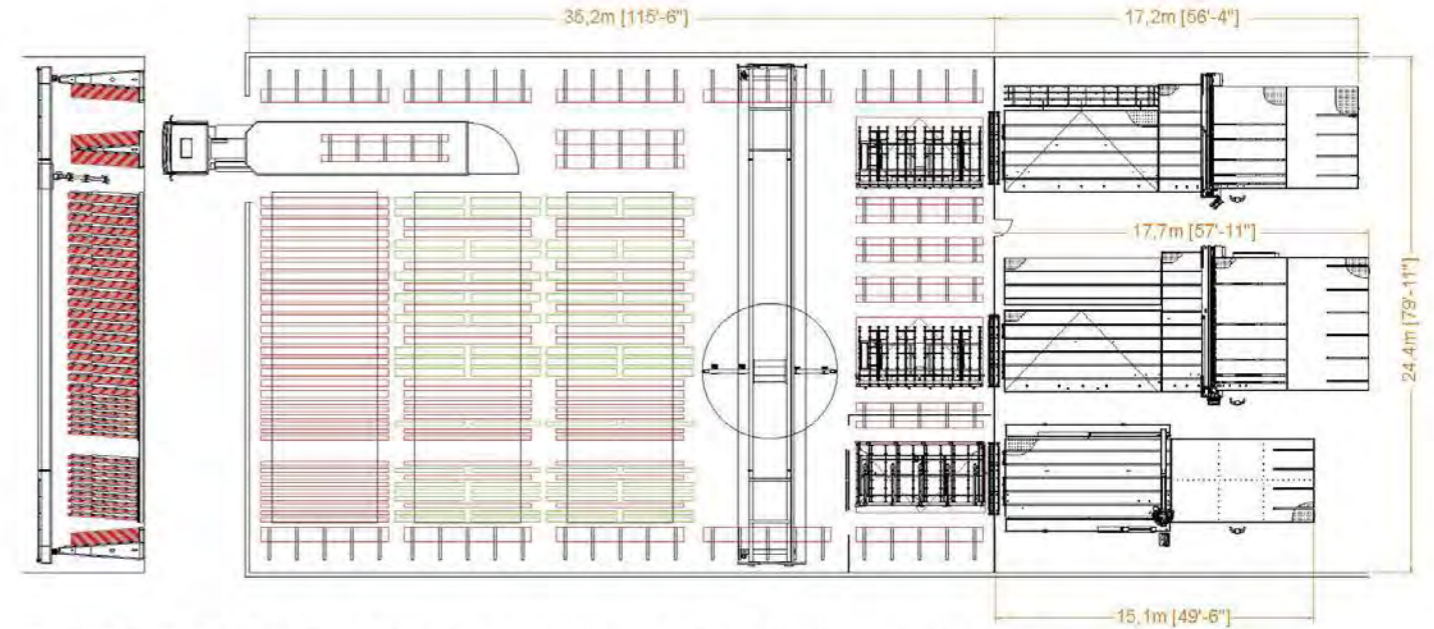 35,2m [115'-6"]
17,2m [56'-4"]
17,7m [57'-11"]
24,4m [79'-11"]
15,1m [49'-6"]